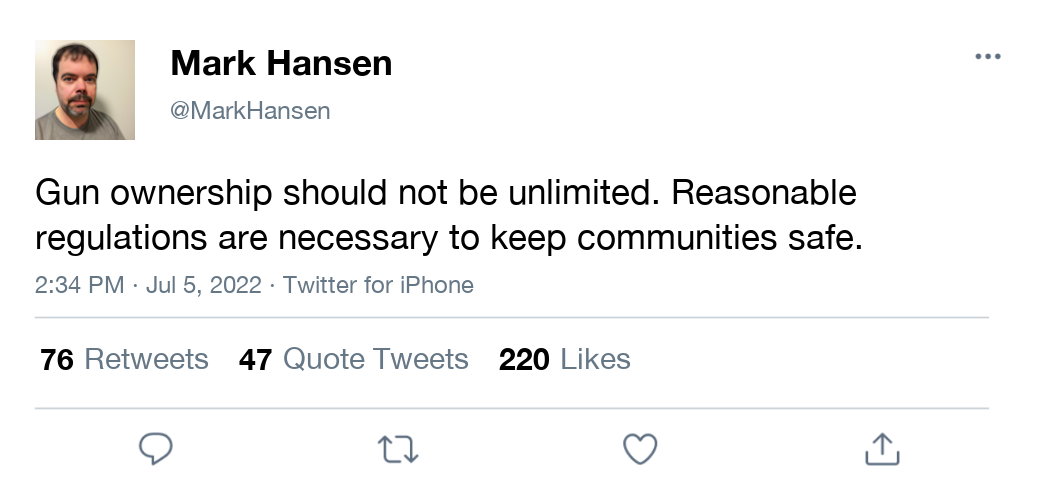 Mark Hansen
@MarkHansen
Gun ownership should not be unlimited. Reasonable
regulations are necessary to keep communities safe.
2:34 PM · Jul 5, 2022 · Twitter for iPhone
76 Retweets 47 Quote Tweets 220 Likes